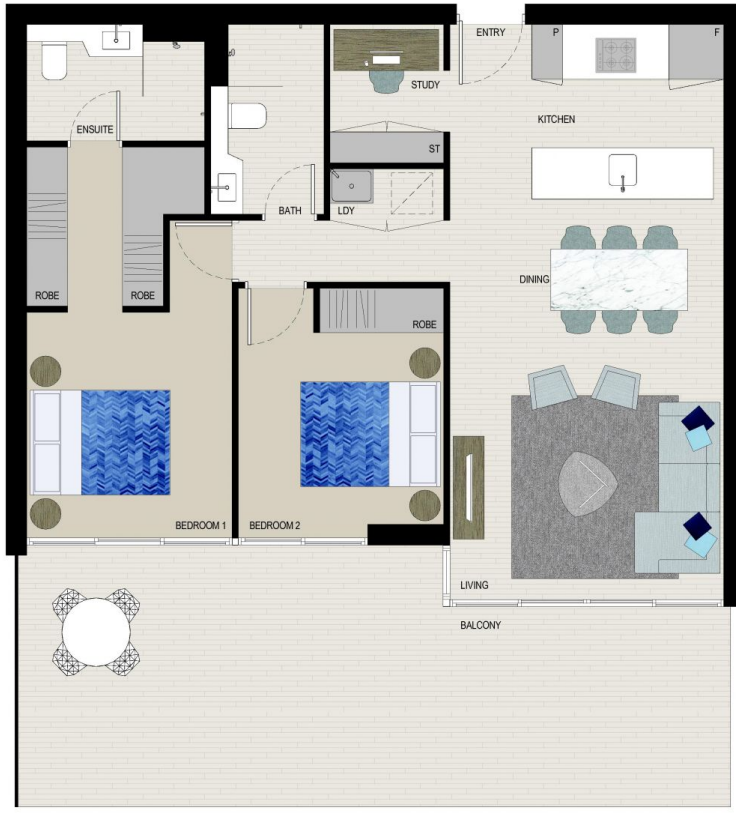 ENTRY
P
F
STUDY
KITCHEN
ENSUITE
ST
BATH
LDY
DINING
ROBE
ROBE
ROBE
BEDROOM 1
BEDROOM 2
LIVING
BALCONY